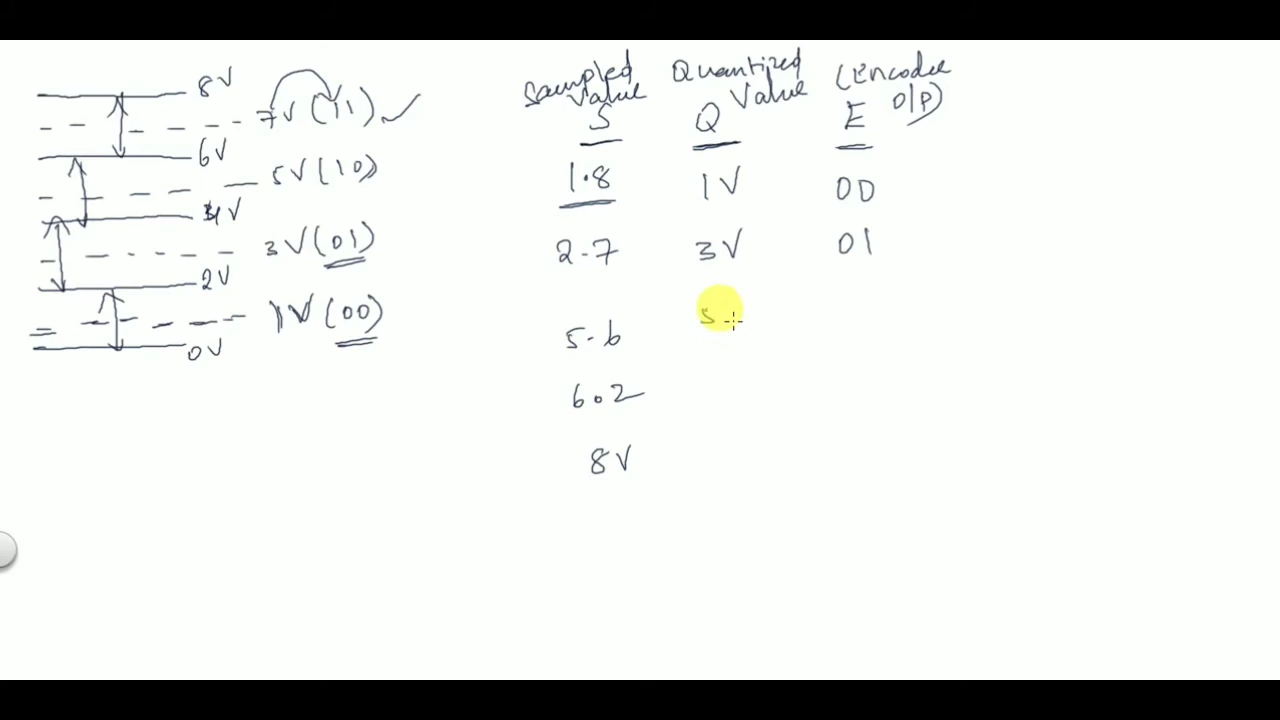 8V
7V (11) ✓
6V
5V (10)
4V
3V (01)
2V
1V (00)
0V
Sampled Value Quantized Value (Encoder O/P)
S Q E
1.8 1V 00
2.7 3V 01
5.6 5
6.2
8V